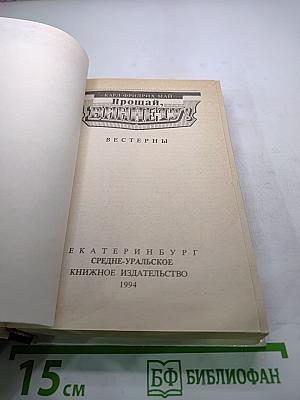 КАРЛ ФРИДРИХ МАЙ
Прощай,
ВИННЕТУ!
ВЕСТЕРНЫ
ЕКАТЕРИНБУРГ
СРЕДНЕ-УРАЛЬСКОЕ
КНИЖНОЕ ИЗДАТЕЛЬСТВО
1994
15 см
БФ БИБЛИОФАН